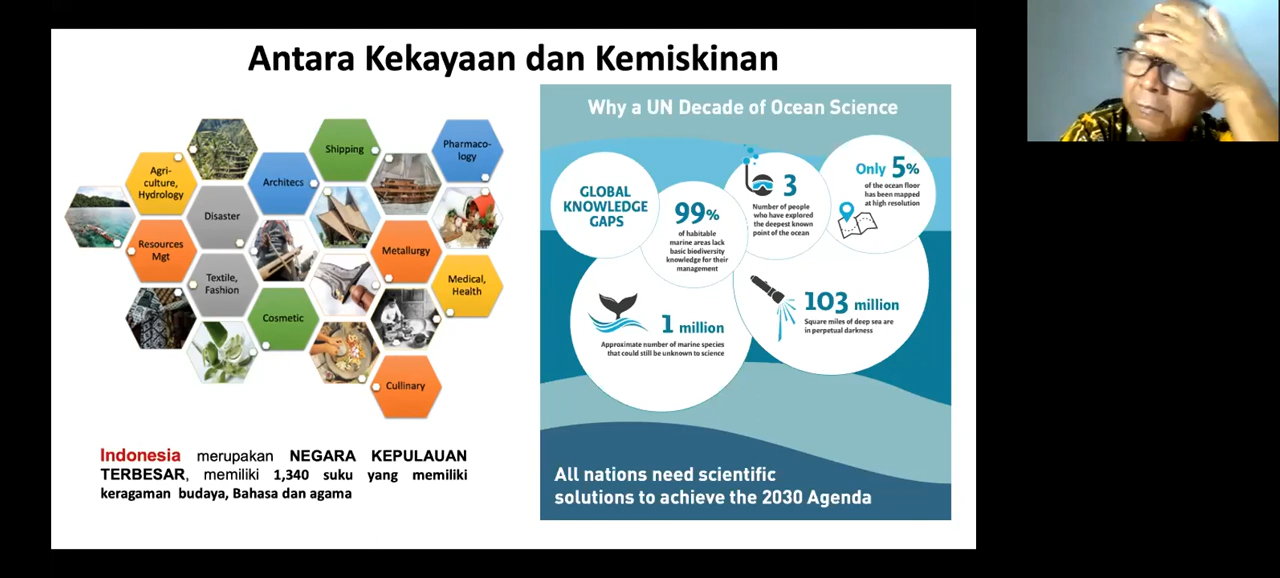 Antara Kekayaan dan Kemiskinan
Agri-
culture,
Hydrology
Shipping
Pharmaco-
logy
Architecs
Disaster
Resources
Mgt
Metallurgy
Textile,
Fashion
Medical,
Health
Cosmetic
Cullinary
Indonesia merupakan NEGARA KEPULAUAN
TERBESAR, memiliki 1,340 suku yang memiliki
keragaman budaya, Bahasa dan agama
Why a UN Decade of Ocean Science
GLOBAL
KNOWLEDGE
GAPS
99%
of habitable
marine areas lack
basic biodiversity
knowledge for their
management
3
Number of people
who have explored
the deepest known
point of the ocean
Only 5%
of the ocean floor
has been mapped
at high resolution
1 million
Approximate number of marine species
that could still be unknown to science
103 million
Square miles of deep sea are
in perpetual darkness
All nations need scientific
solutions to achieve the 2030 Agenda